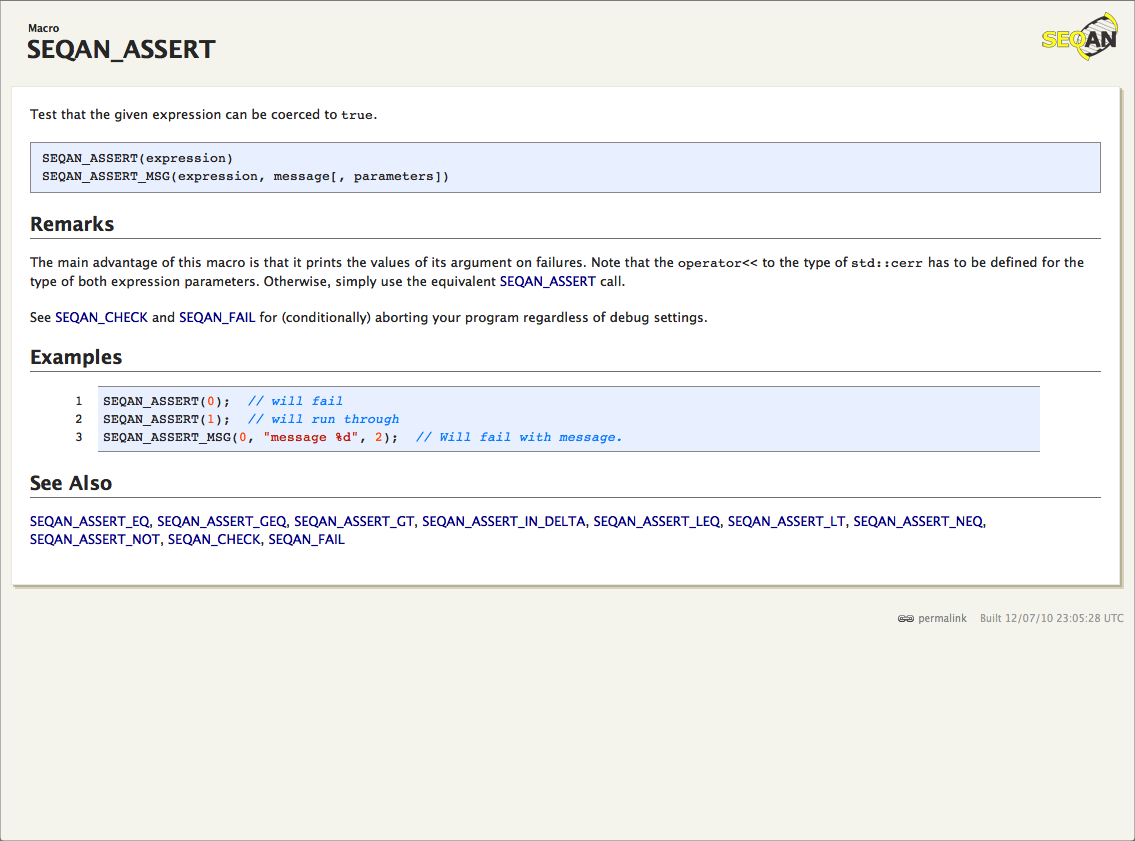 Macro
SEQAN_ASSERT
SEQAN
Test that the given expression can be coerced to true.
SEQAN_ASSERT(expression)
SEQAN_ASSERT_MSG(expression, message[, parameters])
Remarks
The main advantage of this macro is that it prints the values of its argument on failures. Note that the operator<< to the type of std::cerr has to be defined for the
type of both expression parameters. Otherwise, simply use the equivalent SEQAN_ASSERT call.
See SEQAN_CHECK and SEQAN_FAIL for (conditionally) aborting your program regardless of debug settings.
Examples
1 SEQAN_ASSERT(0); // will fail
2 SEQAN_ASSERT(1); // will run through
3 SEQAN_ASSERT_MSG(0, "message %d", 2); // Will fail with message.
See Also
SEQAN_ASSERT_EQ, SEQAN_ASSERT_GEQ, SEQAN_ASSERT_GT, SEQAN_ASSERT_IN_DELTA, SEQAN_ASSERT_LEQ, SEQAN_ASSERT_LT, SEQAN_ASSERT_NEQ,
SEQAN_ASSERT_NOT, SEQAN_CHECK, SEQAN_FAIL
permalink Built 12/07/10 23:05:28 UTC